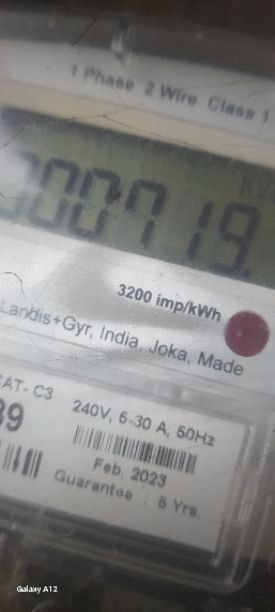 1 Phase 2 Wire Class 1
000719.
3200 imp/kWh
Landis+Gyr, India, Joka, Made
CAT- C3
240V, 5-30 A, 50Hz
39
Feb, 2023
Guarantee : 5 Yrs.
Galaxy A12